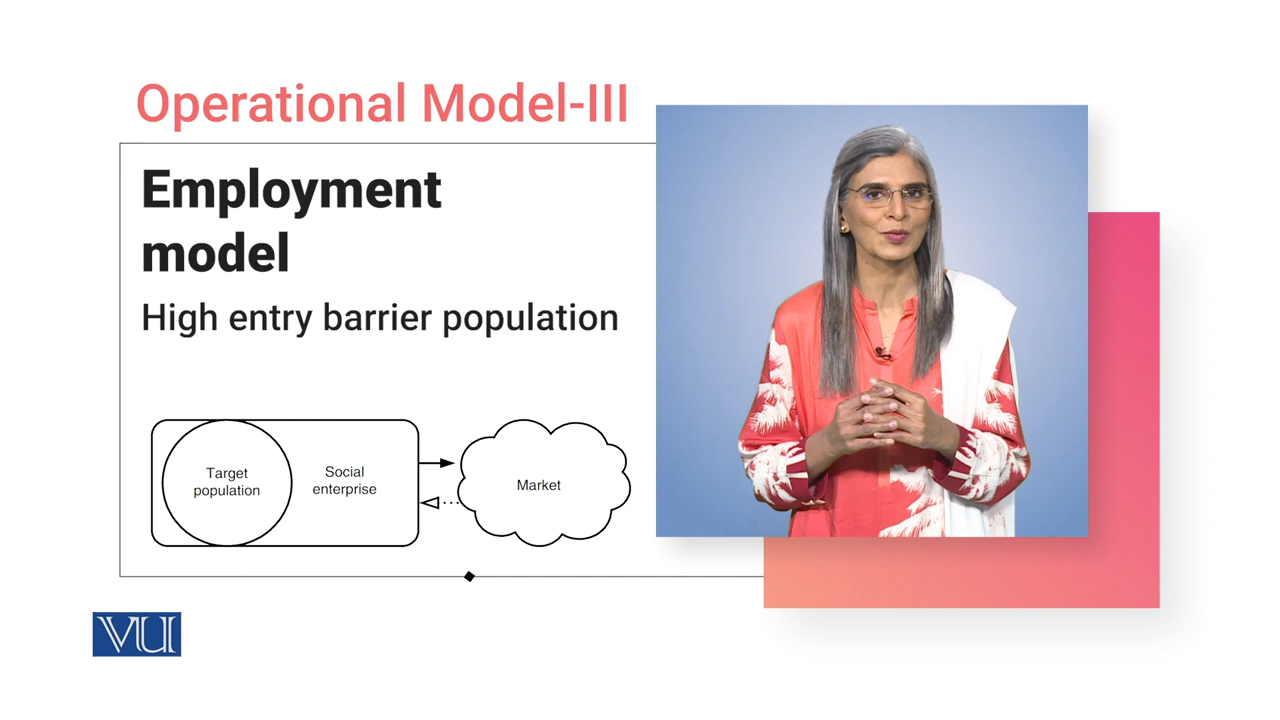 Operational Model-III
Employment
model
High entry barrier population
Target
population
Social
enterprise
Market
VU